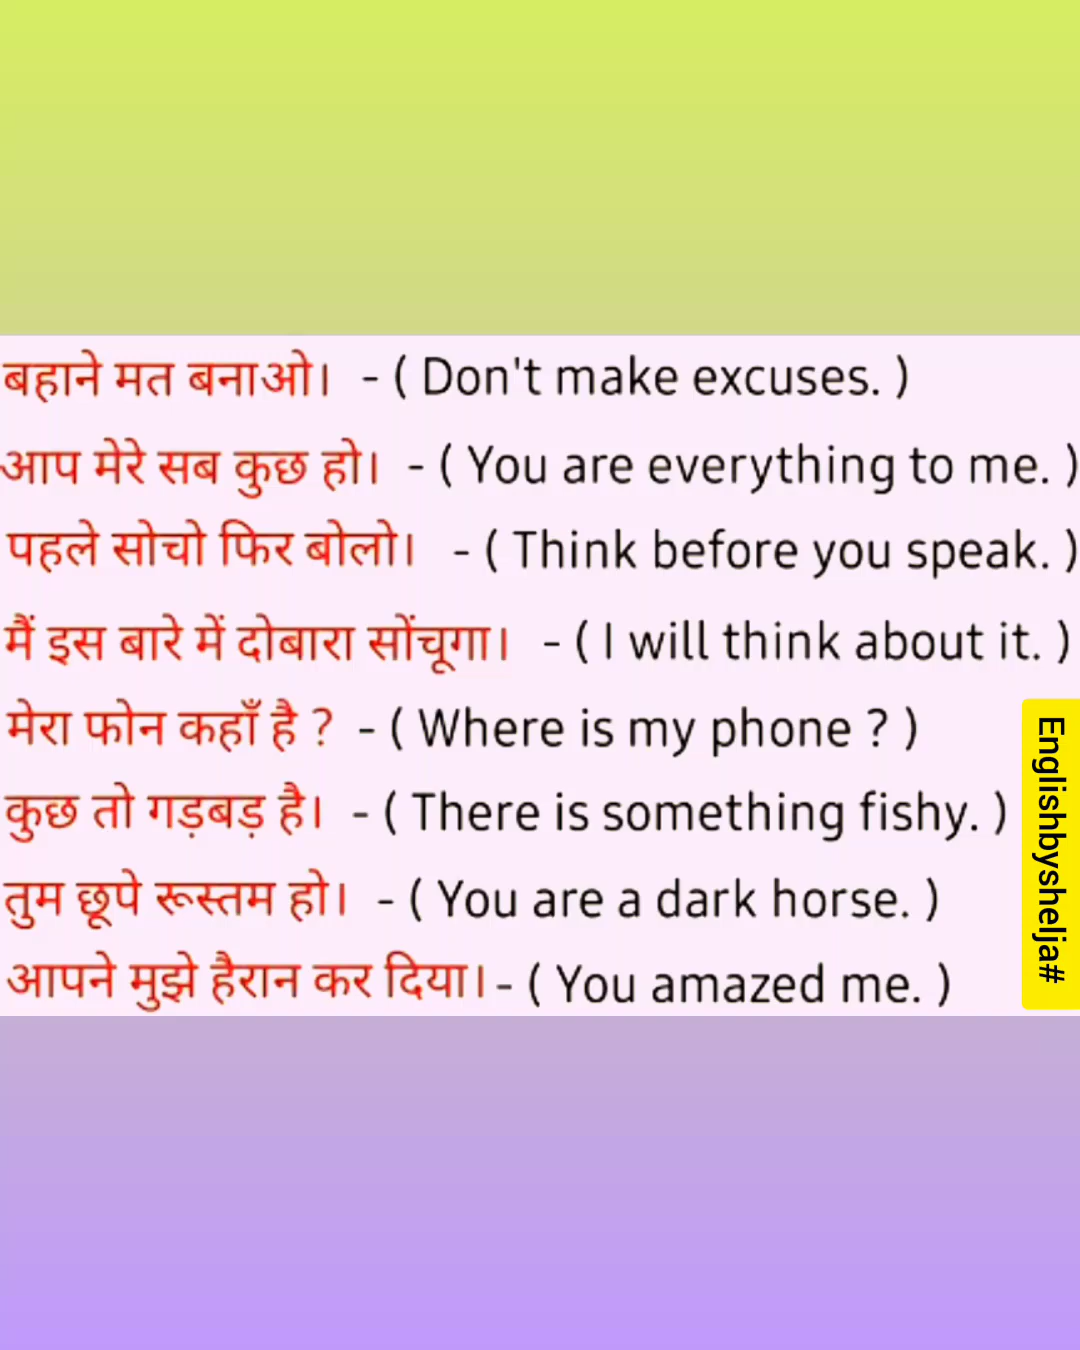 बहाने मत बनाओ। - ( Don't make excuses. )
आप मेरे सब कुछ हो। - ( You are everything to me. )
पहले सोचो फिर बोलो। - ( Think before you speak. )
मैं इस बारे में दोबारा सोंचूगा। - ( I will think about it. )
मेरा फोन कहाँ है ? - ( Where is my phone ? )
कुछ तो गड़बड़ है। - ( There is something fishy. )
तुम छूपे रूस्तम हो। - ( You are a dark horse. )
आपने मुझे हैरान कर दिया। - ( You amazed me. )
Englishbyshelja#